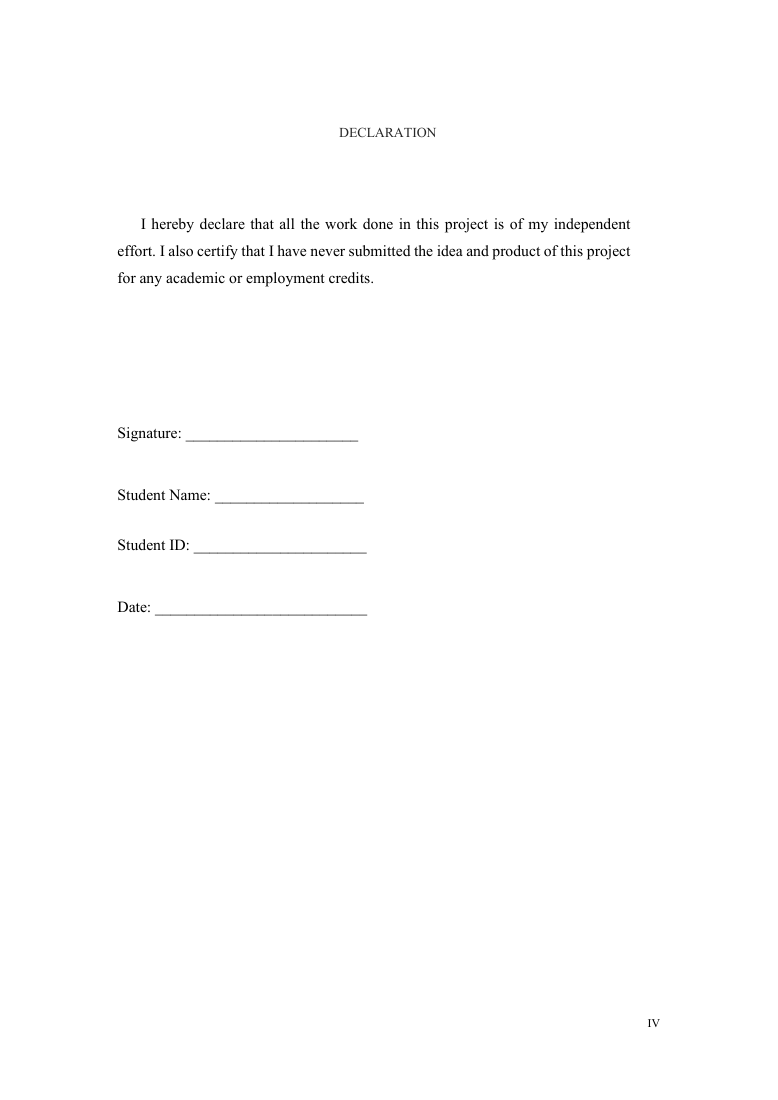 DECLARATION
I hereby declare that all the work done in this project is of my independent
effort. I also certify that I have never submitted the idea and product of this project
for any academic or employment credits.
Signature: ______________________
Student Name: ___________________
Student ID: ______________________
Date: ___________________________
IV